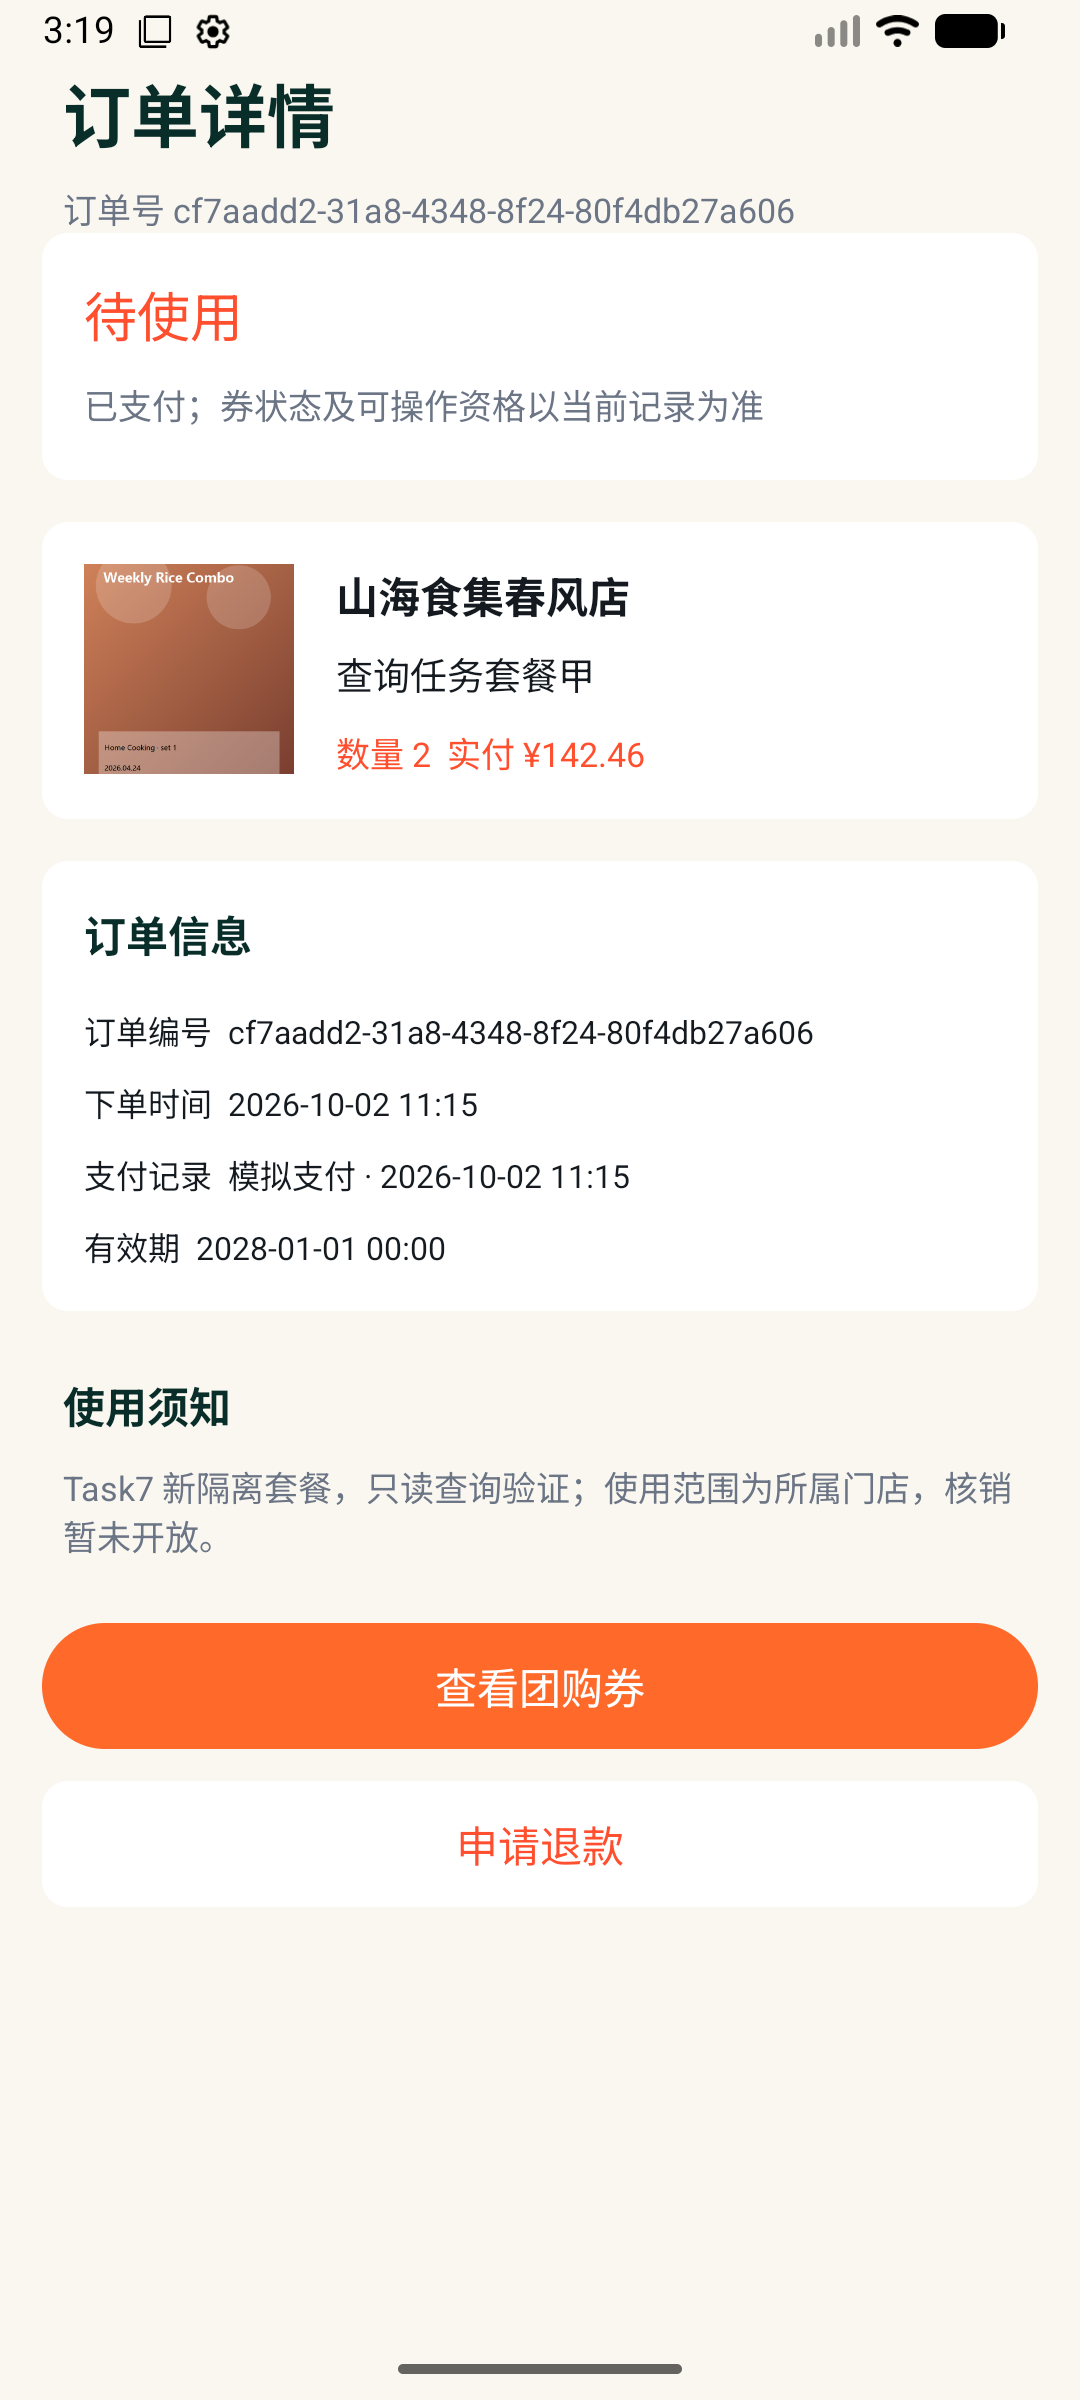 3:19
订单详情
订单号 cf7aadd2-31a8-4348-8f24-80f4db27a606
待使用
已支付；券状态及可操作资格以当前记录为准
Weekly Rice Combo
Home Cooking · set 1
2026.04.24
山海食集春风店
查询任务套餐甲
数量 2  实付 ¥142.46
订单信息
订单编号  cf7aadd2-31a8-4348-8f24-80f4db27a606
下单时间  2026-10-02 11:15
支付记录  模拟支付 · 2026-10-02 11:15
有效期  2028-01-01 00:00
使用须知
Task7 新隔离套餐，只读查询验证；使用范围为所属门店，核销
暂未开放。
查看团购券
申请退款